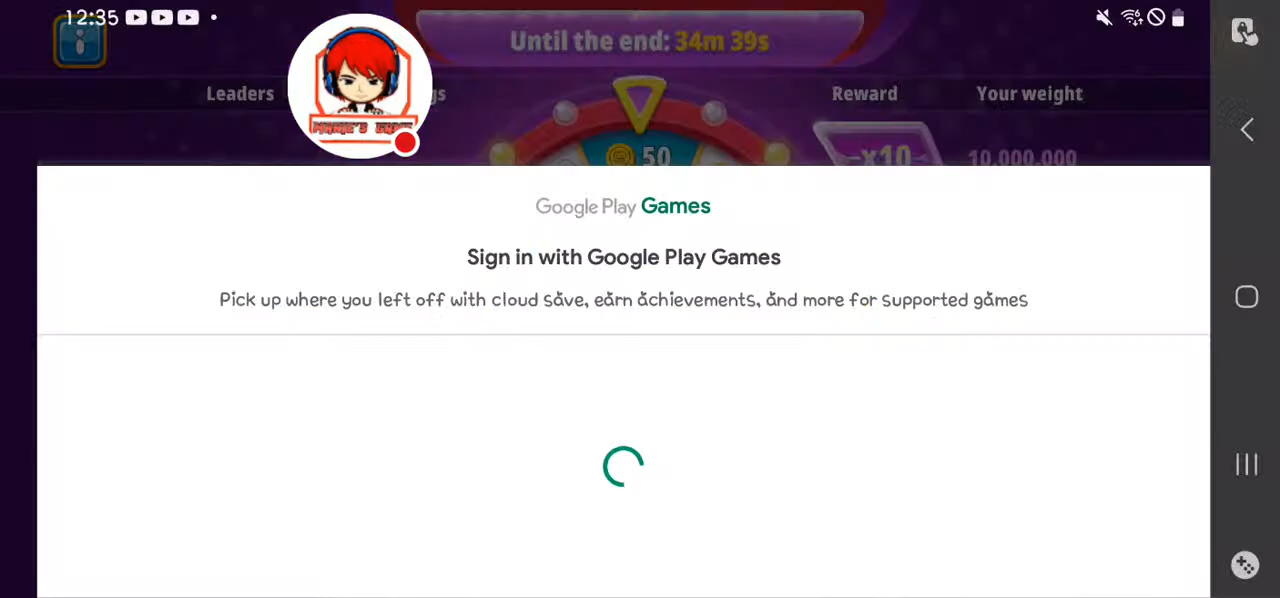 12:35
Until the end: 34m 39s
Leaders
gs
Reward
Your weight
50
x10
10,000,000
Google Play Games
Sign in with Google Play Games
Pick up where you left off with cloud save, earn achievements, and more for supported games